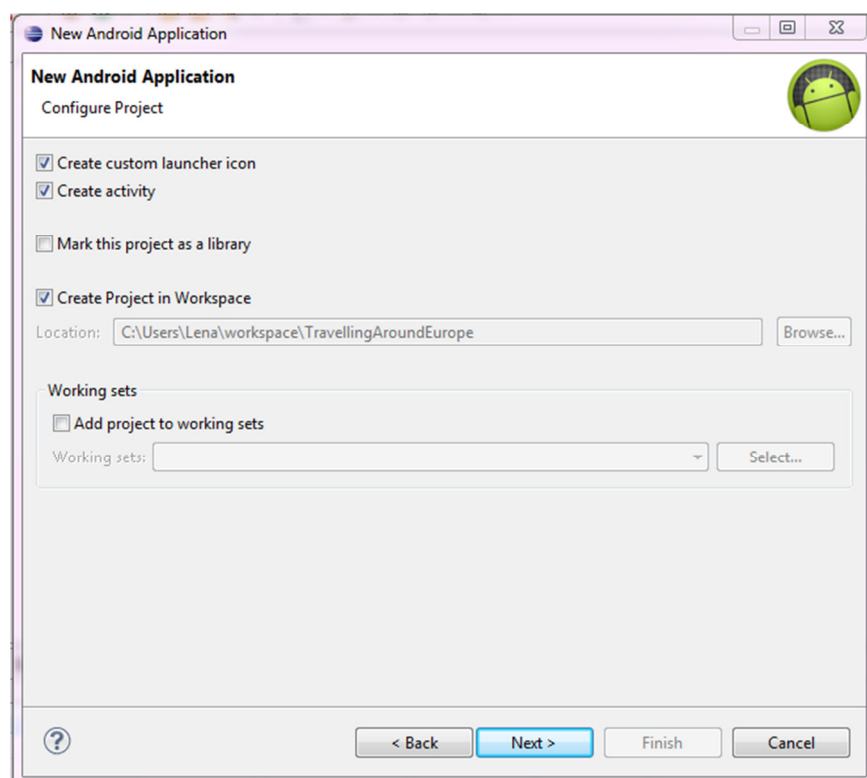 New Android Application
New Android Application
Configure Project
Create custom launcher icon
Create activity
Mark this project as a library
Create Project in Workspace
Location: C:\Users\Lena\workspace\TravellingAroundEurope Browse...
Working sets
Add project to working sets
Working sets: Select...
? < Back Next > Finish Cancel